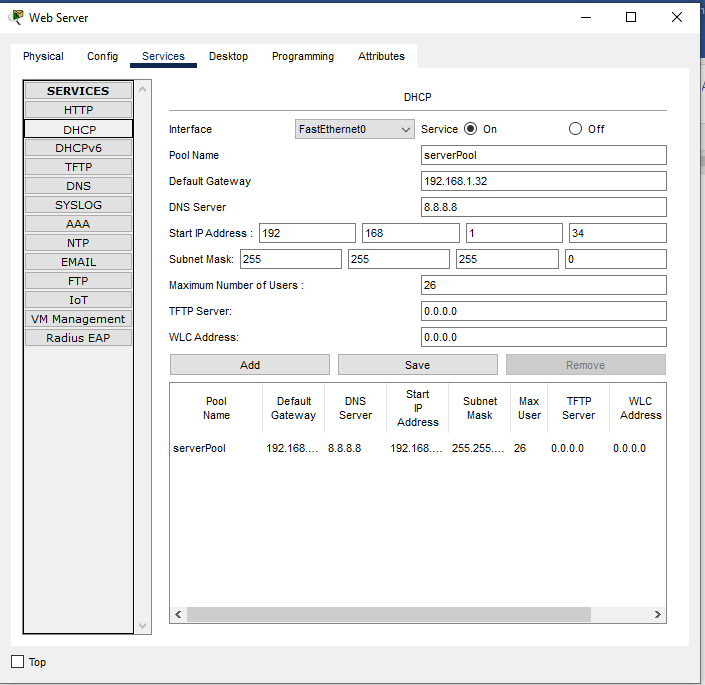 Web Server
Physical Config Services Desktop Programming Attributes
SERVICES
HTTP
DHCP
DHCPv6
TFTP
DNS
SYSLOG
AAA
NTP
EMAIL
FTP
IoT
VM Management
Radius EAP
DHCP
Interface FastEthernet0 Service On Off
Pool Name serverPool
Default Gateway 192.168.1.32
DNS Server 8.8.8.8
Start IP Address : 192 168 1 34
Subnet Mask: 255 255 255 0
Maximum Number of Users : 26
TFTP Server: 0.0.0.0
WLC Address: 0.0.0.0
Add Save Remove
Pool Name Default Gateway DNS Server Start IP Address Subnet Mask Max User TFTP Server WLC Address
serverPool 192.168.... 8.8.8.8 192.168.... 255.255.... 26 0.0.0.0 0.0.0.0
Top